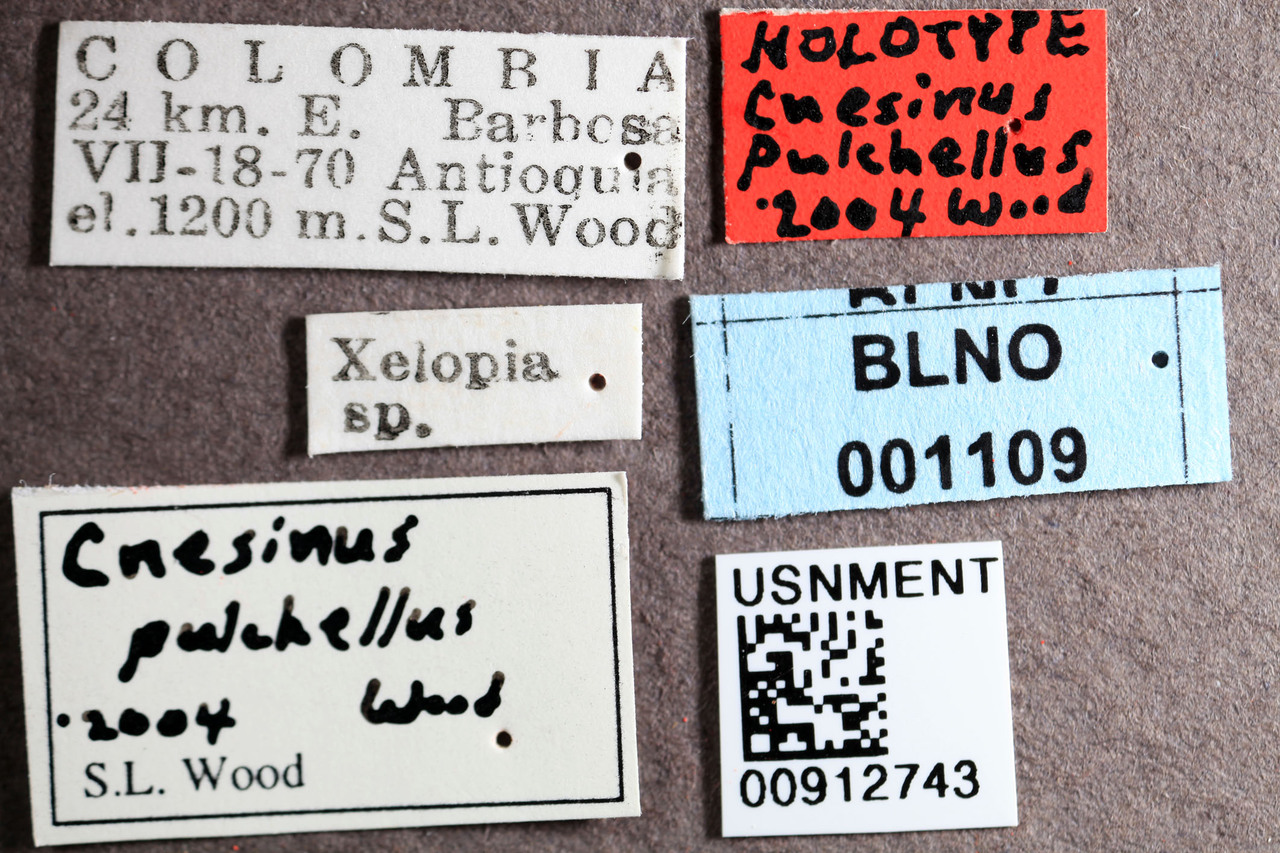 C O L O M B I A
24 km. E. Barbosa
VII-18-70 Antioquia
el. 1200 m. S.L. Wood
HOLOTYPE
Cnesinus
pulchellus
·2004 Wood
Xelopia
sp.
BLNO
001109
Cnesinus
pulchellus
·2004 Wood
S.L. Wood
USNMENT
00912743